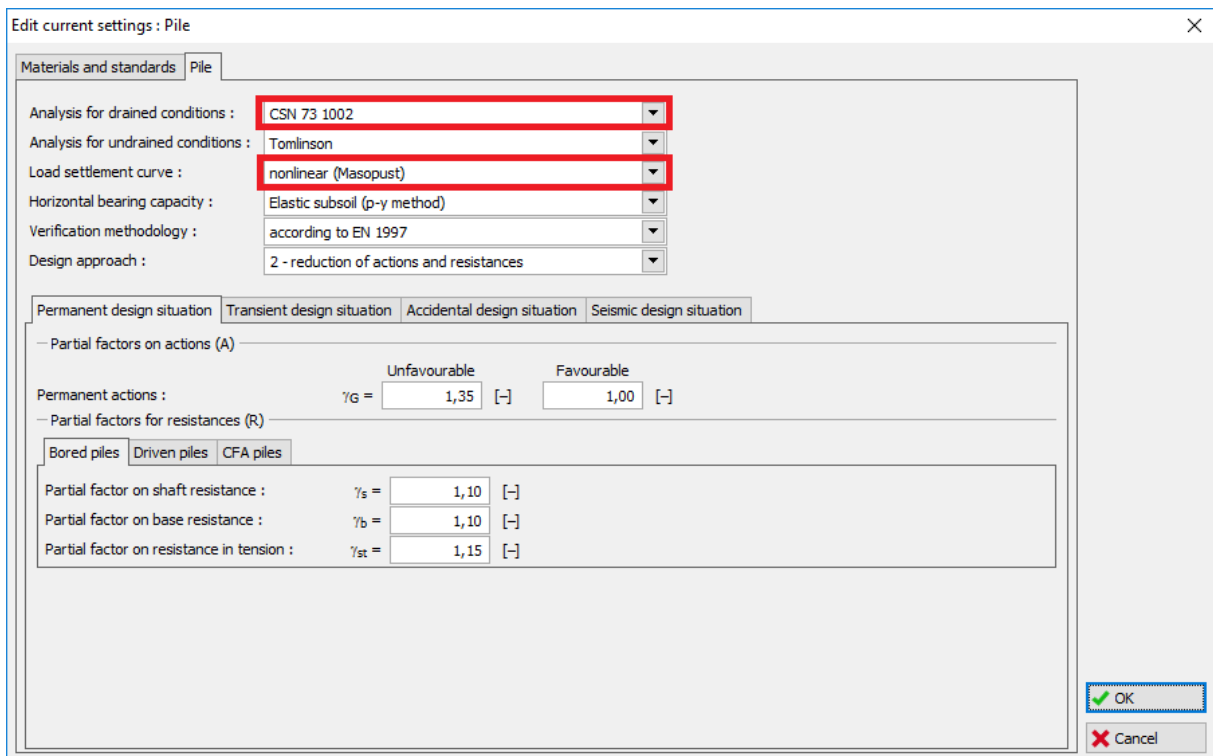 Edit current settings : Pile
Materials and standards Pile
Analysis for drained conditions : CSN 73 1002
Analysis for undrained conditions : Tomlinson
Load settlement curve : nonlinear (Masopust)
Horizontal bearing capacity : Elastic subsoil (p-y method)
Verification methodology : according to EN 1997
Design approach : 2 - reduction of actions and resistances
Permanent design situation Transient design situation Accidental design situation Seismic design situation
Partial factors on actions (A)
Unfavourable Favourable
Permanent actions : γG = 1,35 [–] 1,00 [–]
Partial factors for resistances (R)
Bored piles Driven piles CFA piles
Partial factor on shaft resistance : γs = 1,10 [–]
Partial factor on base resistance : γb = 1,10 [–]
Partial factor on resistance in tension : γst = 1,15 [–]
OK
Cancel